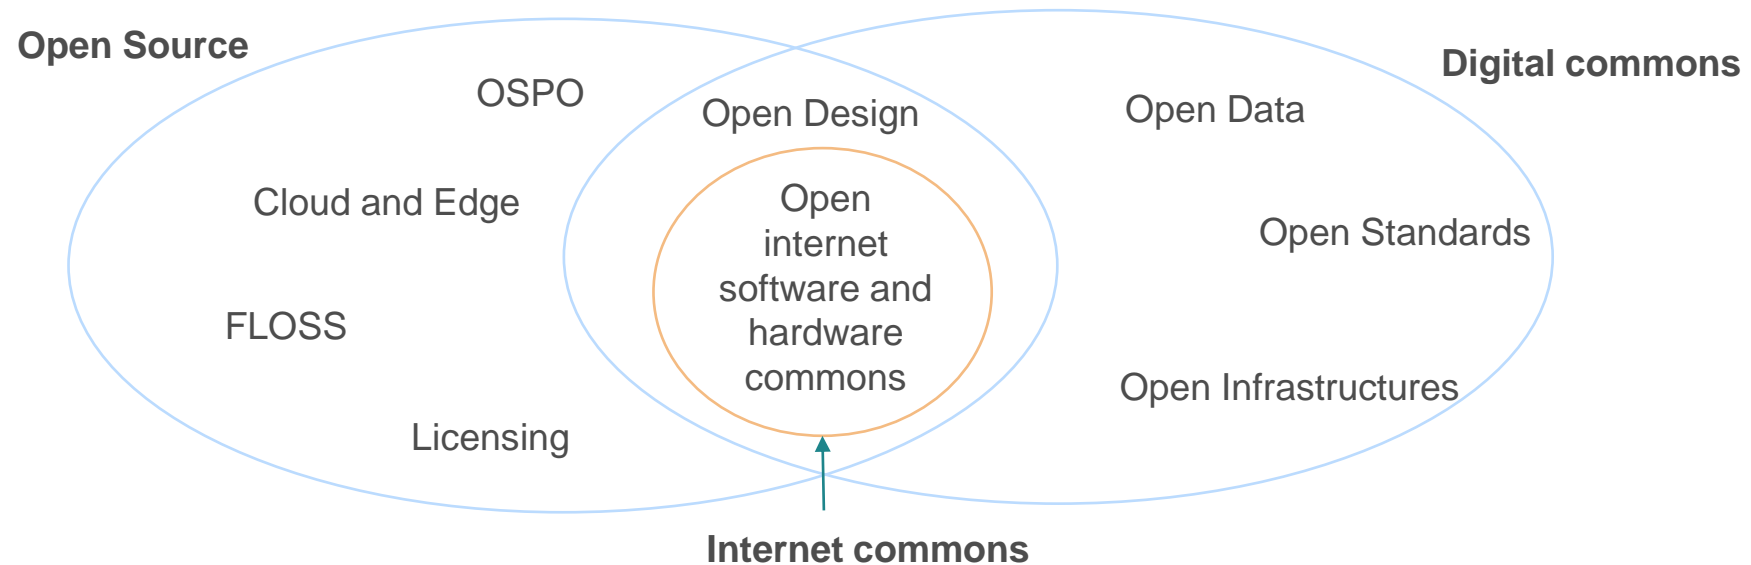 Open Source
Digital commons
OSPO
Open Design
Open Data
Cloud and Edge
Open
internet
software and
hardware
commons
Open Standards
FLOSS
Open Infrastructures
Licensing
Internet commons